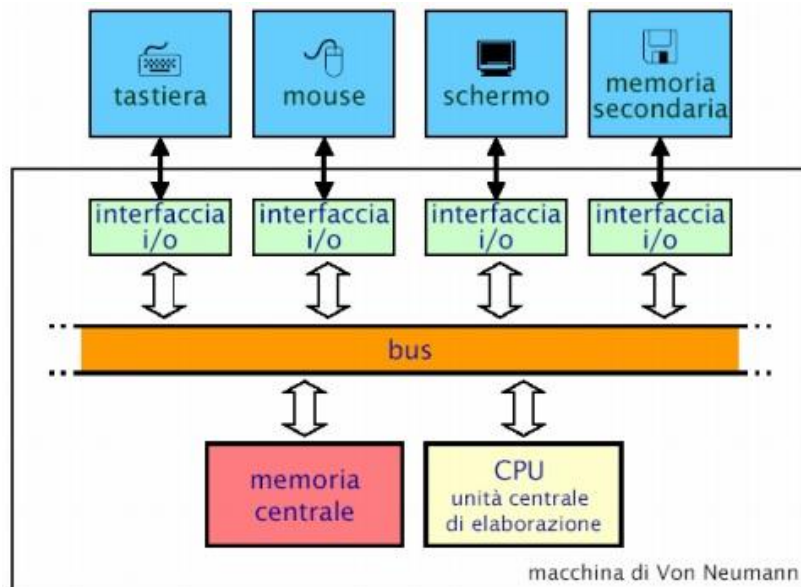 tastiera
mouse
schermo
memoria
secondaria
interfaccia
i/o
interfaccia
i/o
interfaccia
i/o
interfaccia
i/o
bus
memoria
centrale
CPU
unità centrale
di elaborazione
macchina di Von Neumann